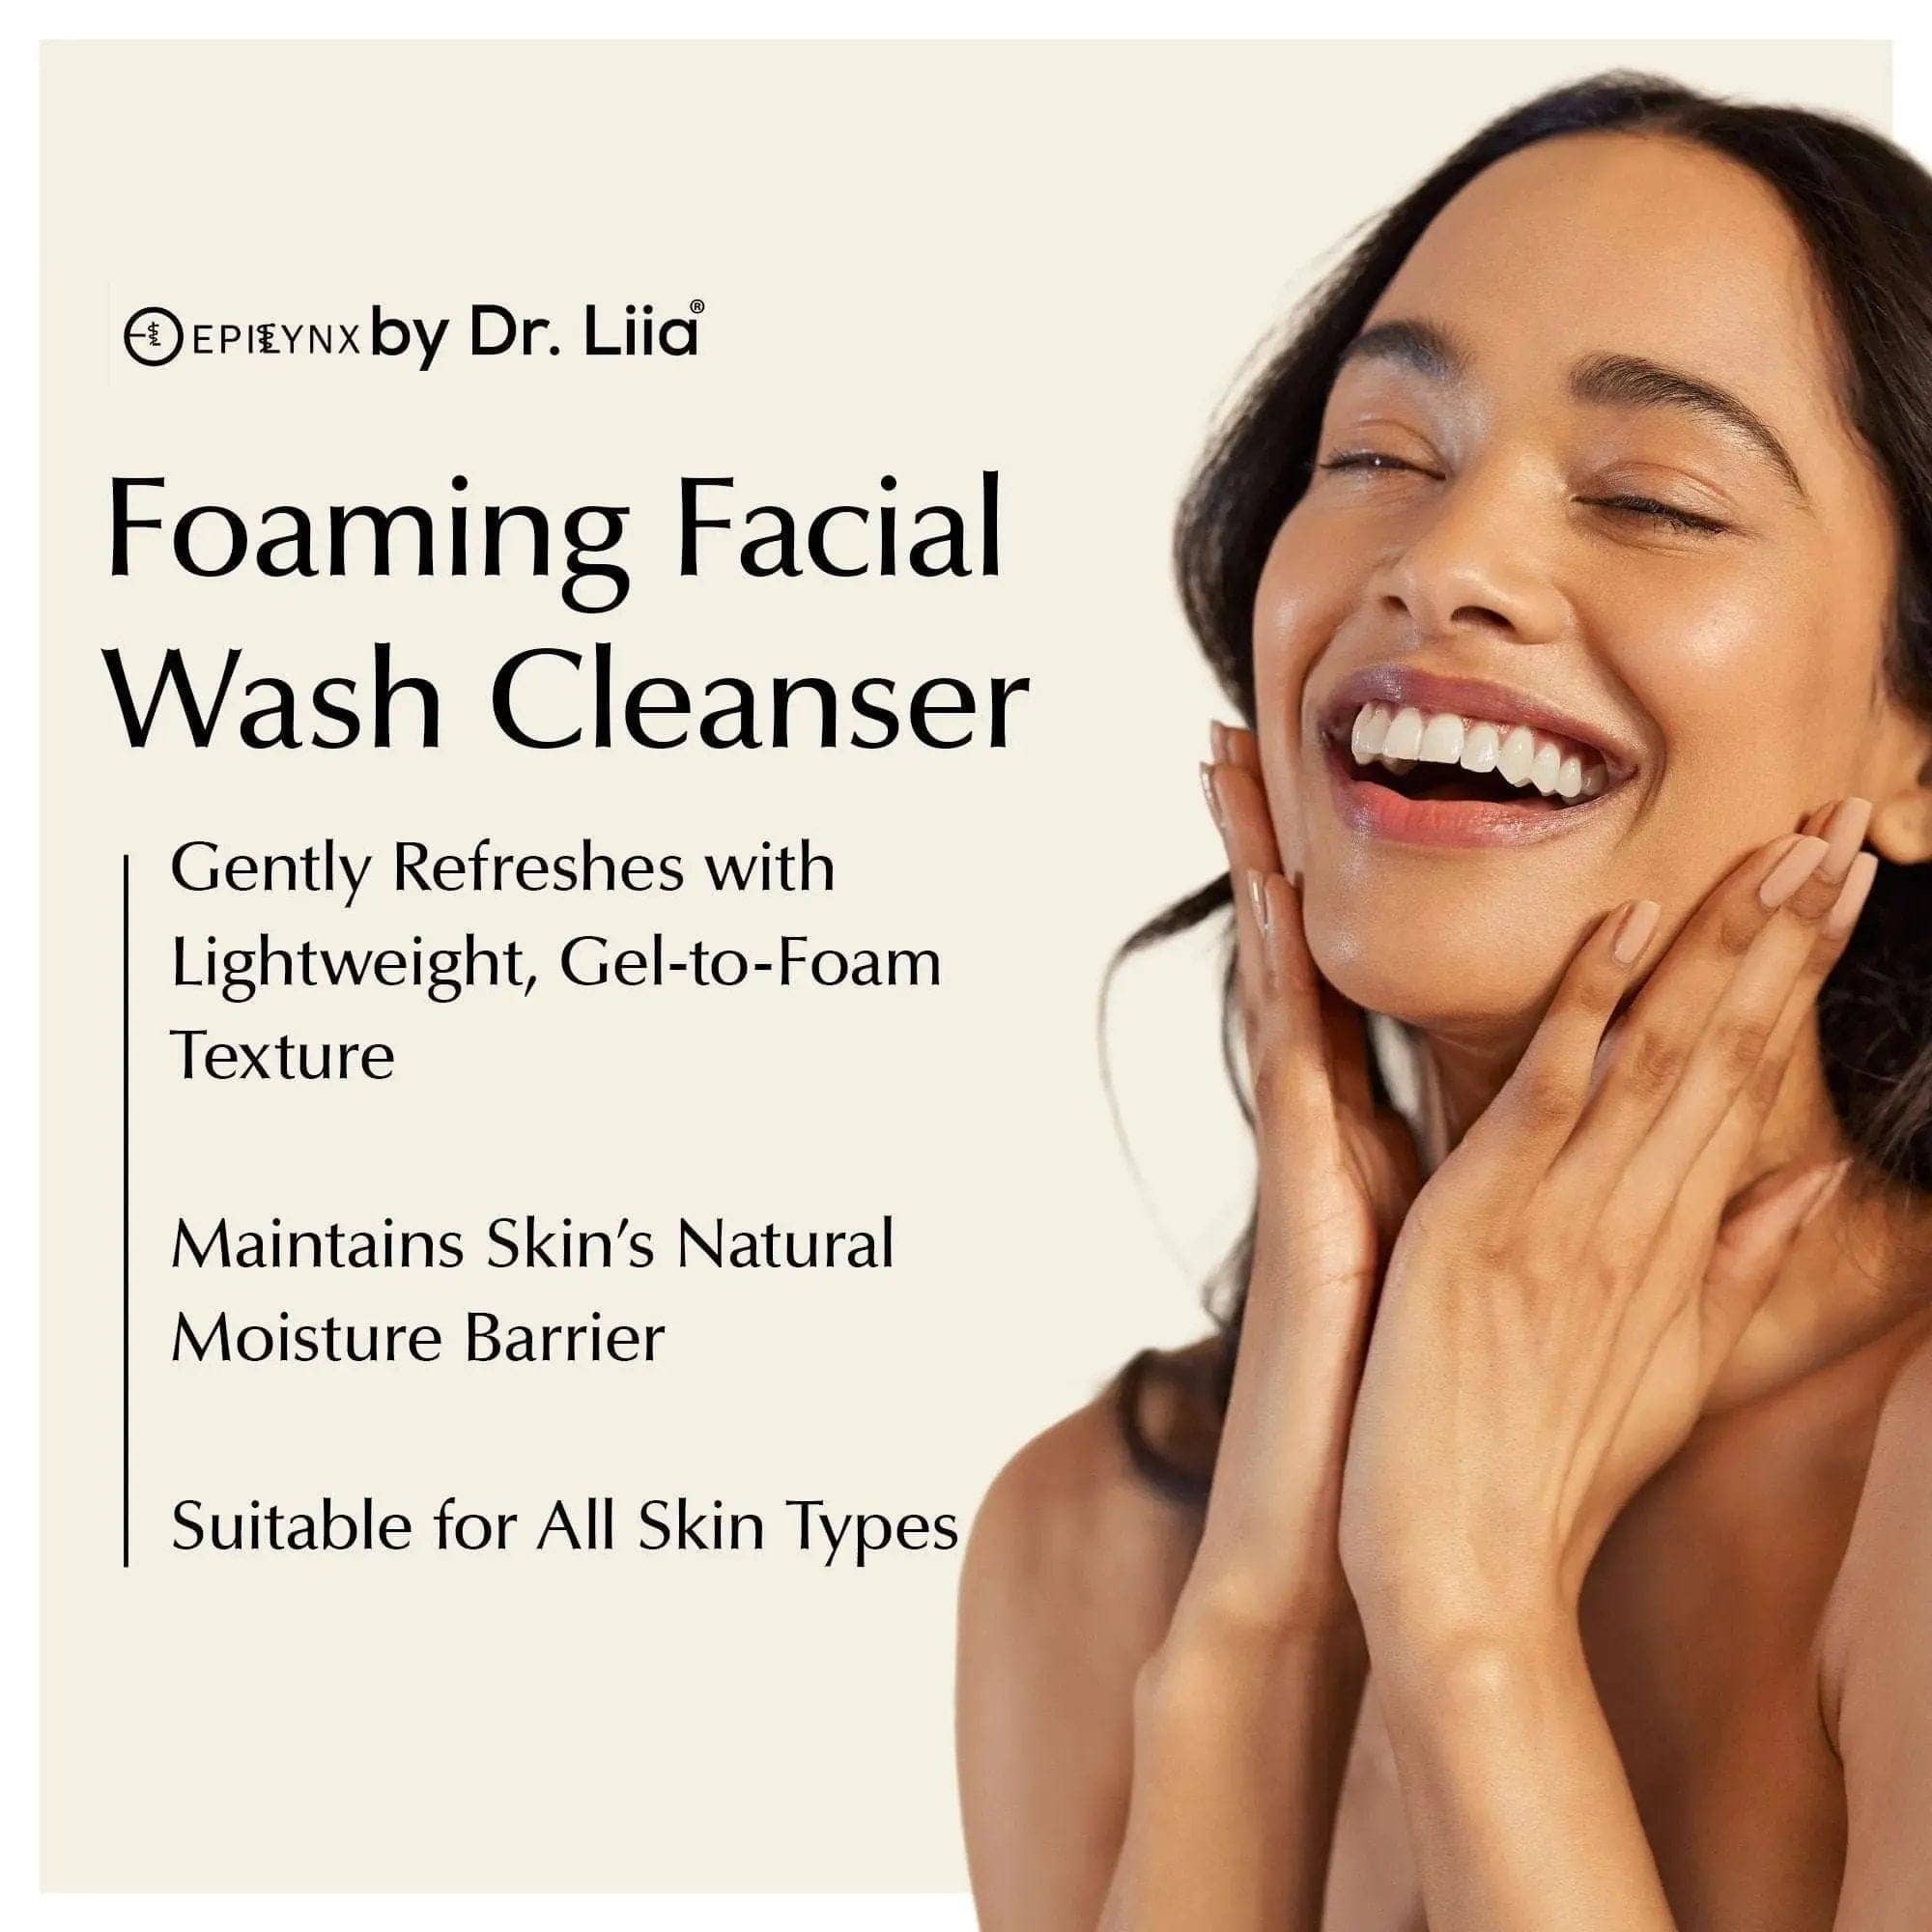 EPILYNX by Dr. Liia®
Foaming Facial
Wash Cleanser
Gently Refreshes with
Lightweight, Gel-to-Foam
Texture
Maintains Skin’s Natural
Moisture Barrier
Suitable for All Skin Types